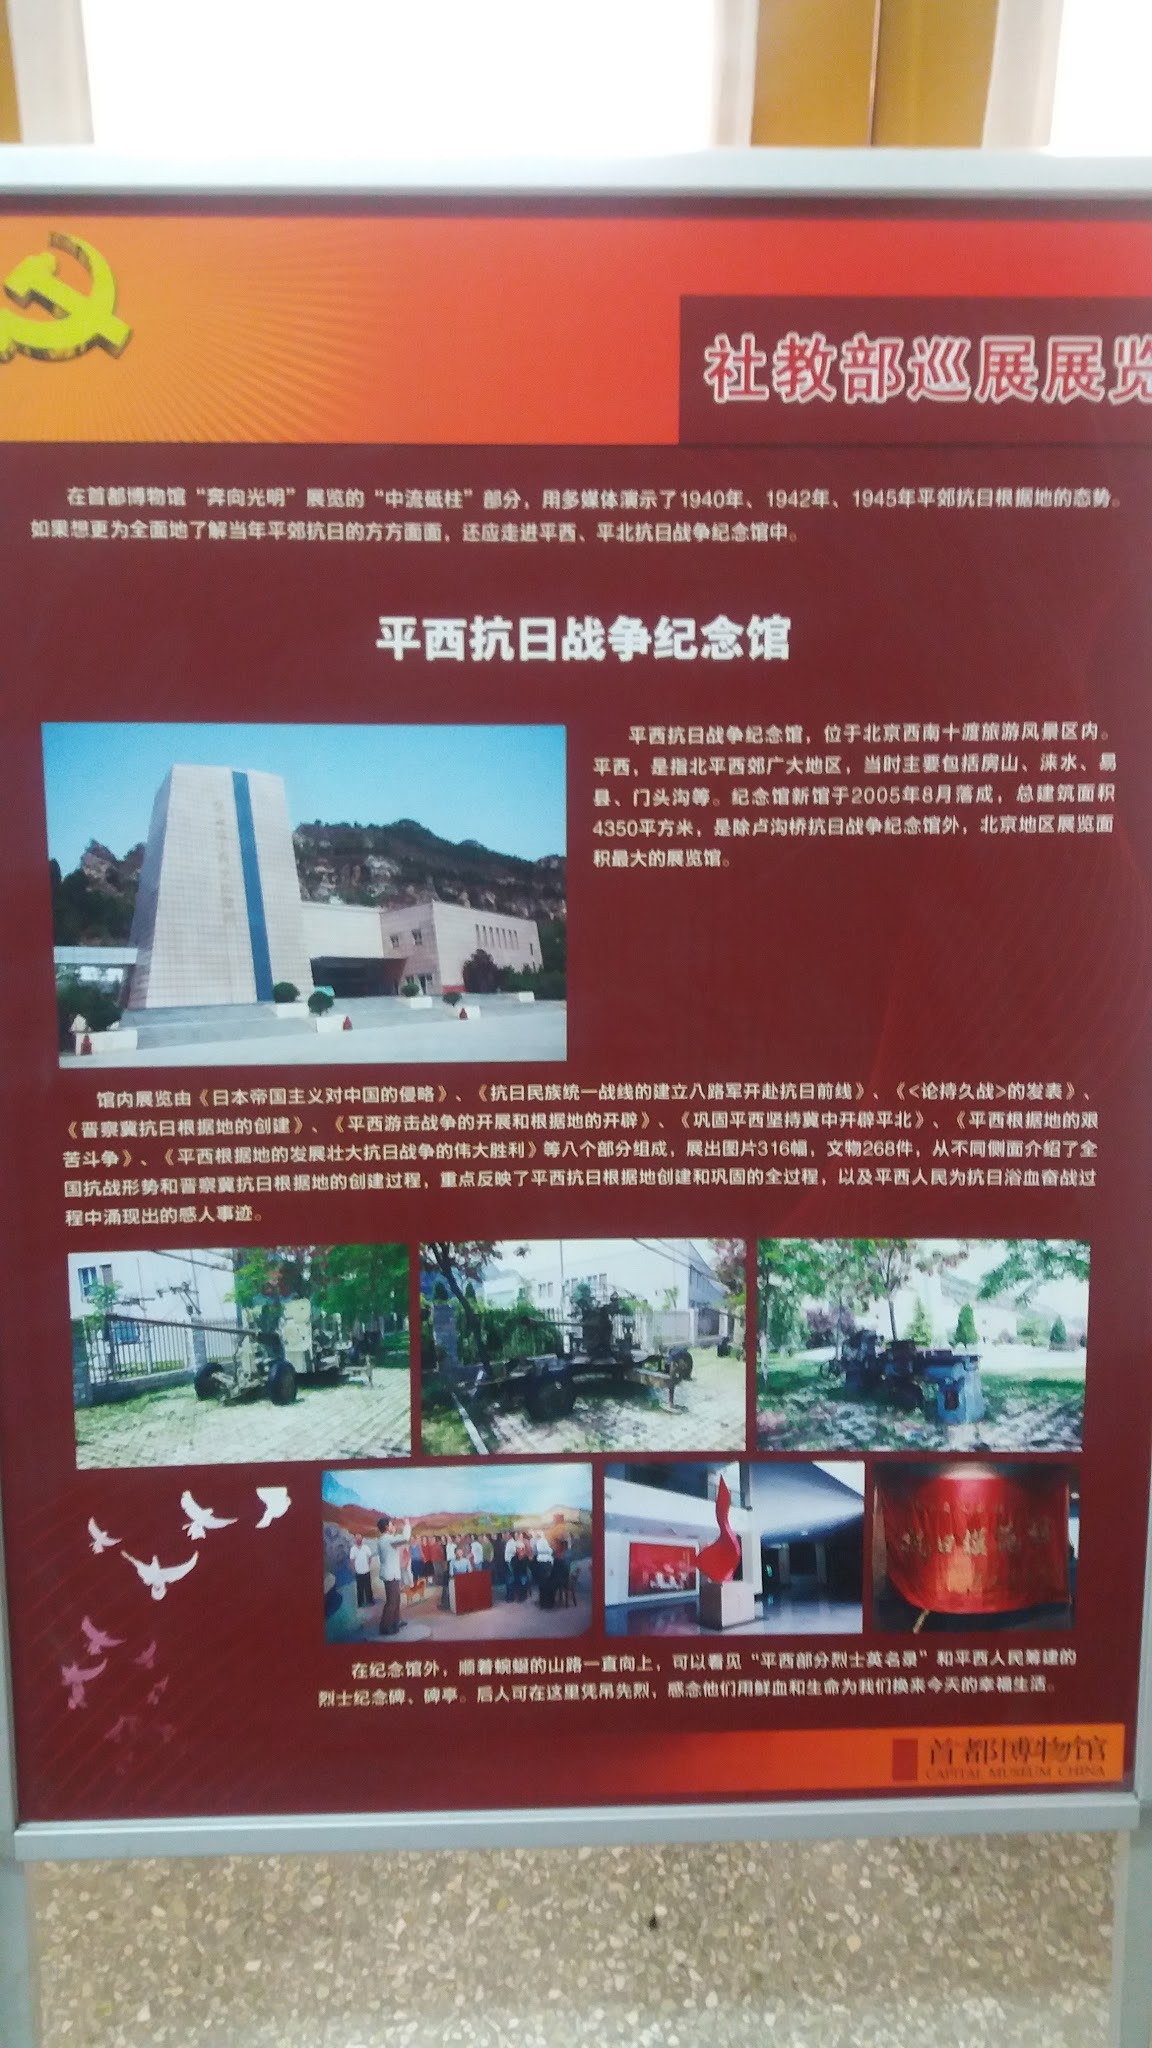 社教部巡展展览
在首都博物馆“奔向光明”展览的“中流砥柱”部分，用多媒体演示了1940年、1942年、1945年平郊抗日根据地的态势。
如果想更为全面地了解当年平郊抗日的方方面面，还应走进平西、平北抗日战争纪念馆中。
平西抗日战争纪念馆
平西抗日战争纪念馆，位于北京西南十渡旅游风景区内。
平西，是指北平西郊广大地区，当时主要包括房山、涞水、易
县、门头沟等。纪念馆新馆于2005年8月落成，总建筑面积
4350平方米，是除卢沟桥抗日战争纪念馆外，北京地区展览面
积最大的展览馆。
馆内展览由《日本帝国主义对中国的侵略》、《抗日民族统一战线的建立八路军开赴抗日前线》、《<论持久战>的发表》、
《晋察冀抗日根据地的创建》、《平西游击战争的开展和根据地的开辟》、《巩固平西坚持冀中开辟平北》、《平西根据地的艰
苦斗争》、《平西根据地的发展壮大抗日战争的伟大胜利》等八个部分组成，展出图片316幅，文物268件，从不同侧面介绍了全
国抗战形势和晋察冀抗日根据地的创建过程，重点反映了平西抗日根据地创建和巩固的全过程，以及平西人民为抗日浴血奋战过
程中涌现出的感人事迹。
在纪念馆外，顺着蜿蜒的山路一直向上，可以看见“平西部分烈士英名录”和平西人民筹建的
烈士纪念碑、碑亭。后人可在这里凭吊先烈，感念他们用鲜血和生命为我们换来今天的幸福生活。
首都博物馆
CAPITAL MUSEUM CHINA